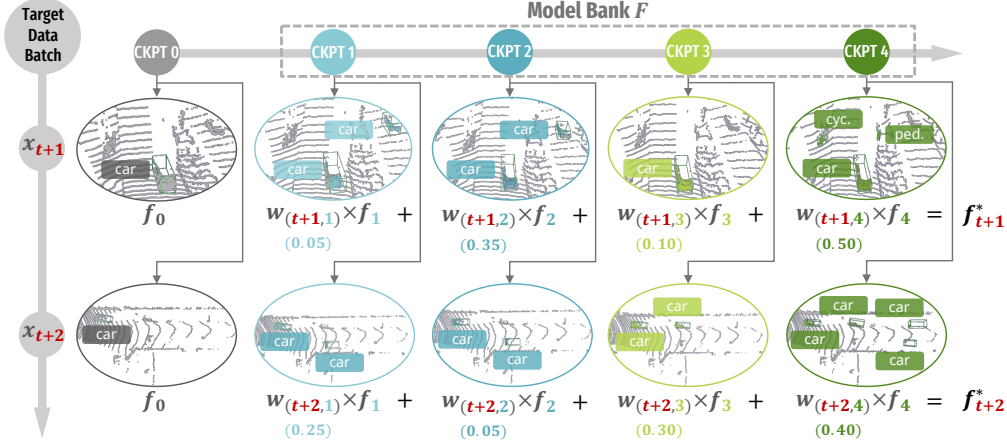 Target
Data
Batch
Model Bank F
CKPT 0
CKPT 1
CKPT 2
CKPT 3
CKPT 4
x_{t+1}
car
car
car
car
car
car
cyc.
ped.
car
f_0
w_{(t+1,1)} × f_1 +
w_{(t+1,2)} × f_2 +
w_{(t+1,3)} × f_3 +
w_{(t+1,4)} × f_4 = f^*_{t+1}
(0.05)
(0.35)
(0.10)
(0.50)
x_{t+2}
car
car
car
car
car
car
car
car
car
car
car
f_0
w_{(t+2,1)} × f_1 +
w_{(t+2,2)} × f_2 +
w_{(t+2,3)} × f_3 +
w_{(t+2,4)} × f_4 = f^*_{t+2}
(0.25)
(0.05)
(0.30)
(0.40)